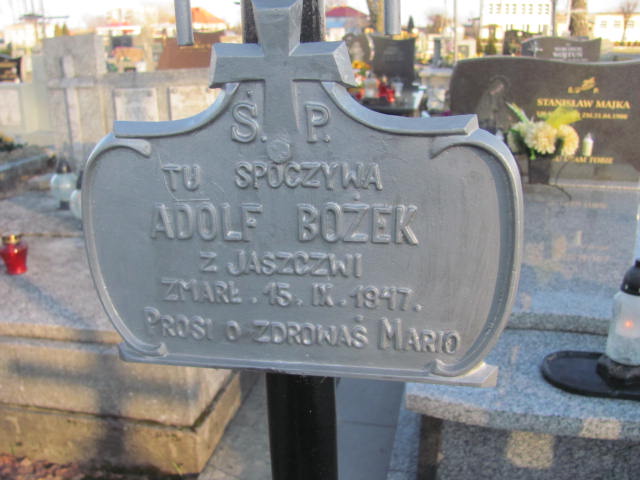 Ś. P.
TU SPOCZYWA
ADOLF BOŻEK
Z JASZCZWI
ZMARŁ. 15. IX. 1947.
PROSI O ZDROWAŚ MARIO
STANISŁAW MAJKA